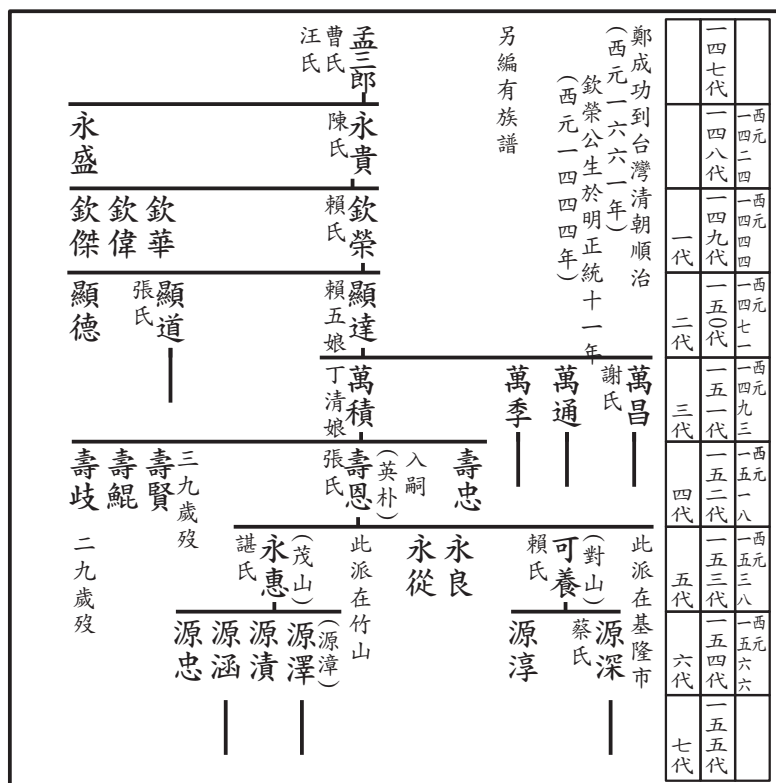 一四七代
西元一四二四
一四八代
西元一四四四
一四九代
一代
西元一四七一
一五〇代
二代
西元一四九三
一五一代
三代
西元一五一八
一五二代
四代
西元一五三八
一五三代
五代
西元一五六六
一五四代
六代
一五五代
七代
鄭成功到台灣清朝順治
(西元一六六一年)
欽榮公生於明正統十一年
(西元一四四四年)
另編有族譜
孟三郎
曹氏
汪氏
永貴
陳氏
永盛
欽榮
賴氏
欽華
欽偉
欽傑
顯達
賴五娘
顯道
張氏
顯德
萬昌
謝氏
萬通
萬季
萬積
丁清娘
壽忠
入嗣
(英朴)
壽恩
張氏
三九歲歿
壽賢
壽鯤
壽歧
二九歲歿
此派在基隆市
(對山)
可養
賴氏
永良
永從
此派在竹山
(茂山)
永惠
諶氏
源深
蔡氏
源淳
(源漳)
源澤
源漬
源涵
源忠